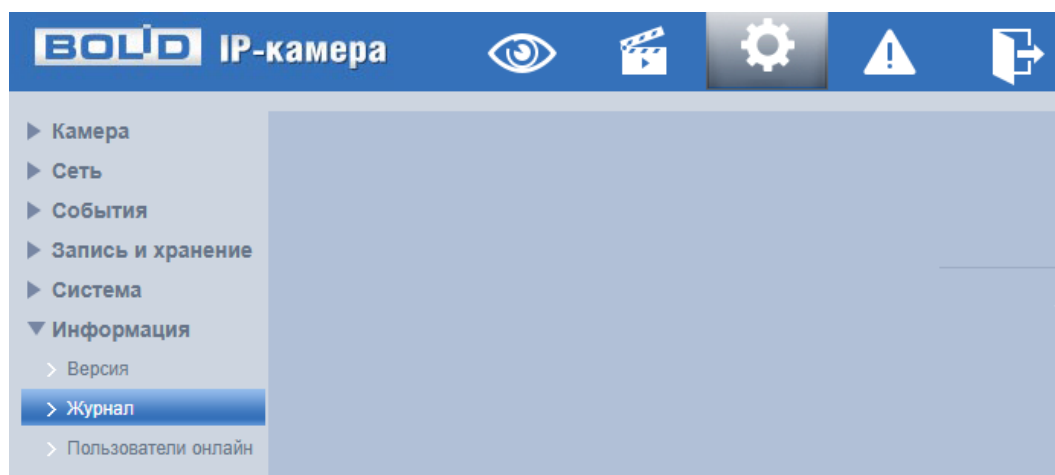 BOLID IP-камера
Камера
Сеть
События
Запись и хранение
Система
Информация
Версия
Журнал
Пользователи онлайн